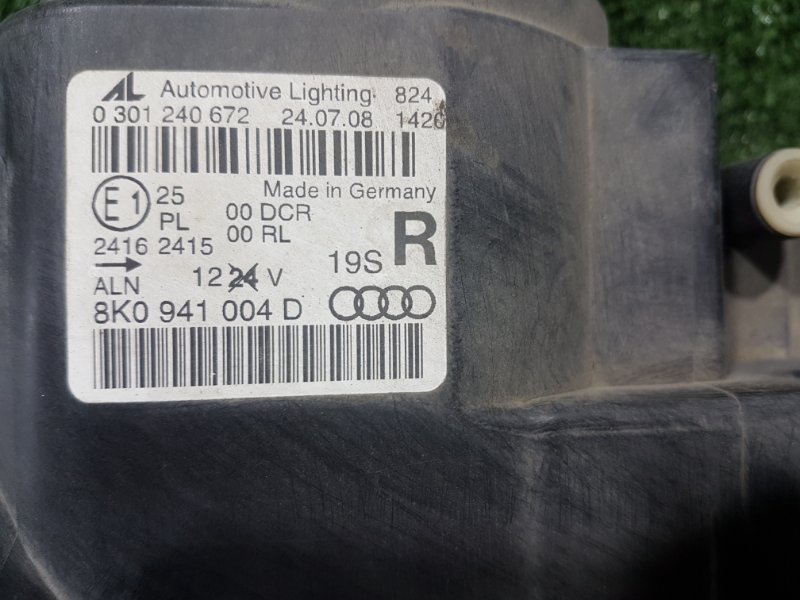 AL Automotive Lighting 824
0 301 240 672 24.07.08 1420
Made in Germany
E1 25
PL 00 DCR
00 RL
2416 2415
19S R
12 24 V
ALN
8K0 941 004 D